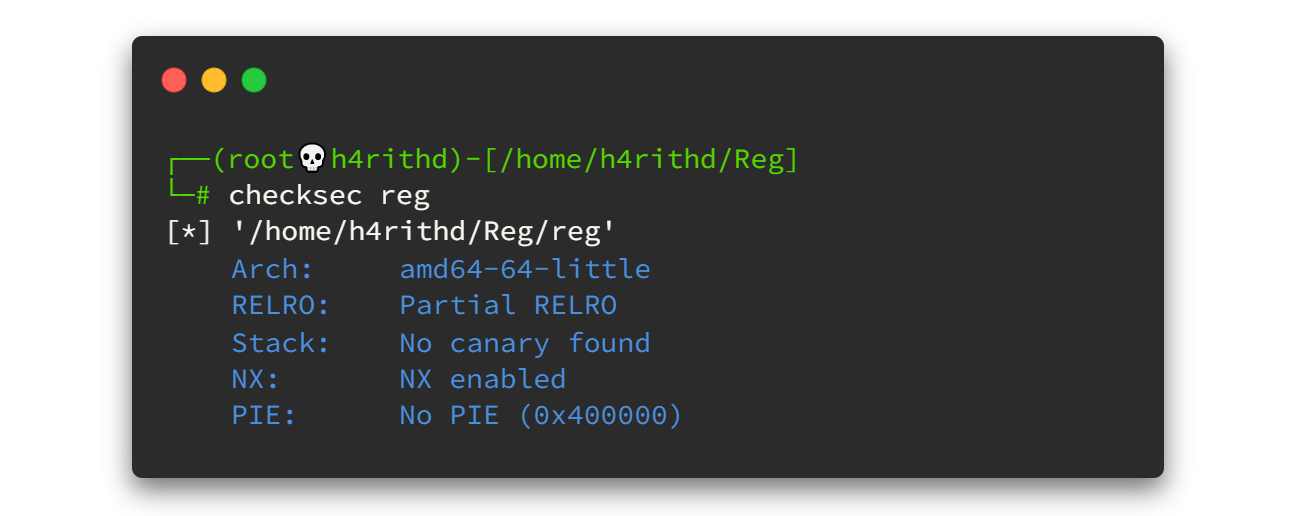 ┌──(root💀h4rithd)-[/home/h4rithd/Reg]
└─# checksec reg
[*] '/home/h4rithd/Reg/reg'
    Arch:     amd64-64-little
    RELRO:    Partial RELRO
    Stack:    No canary found
    NX:       NX enabled
    PIE:      No PIE (0x400000)